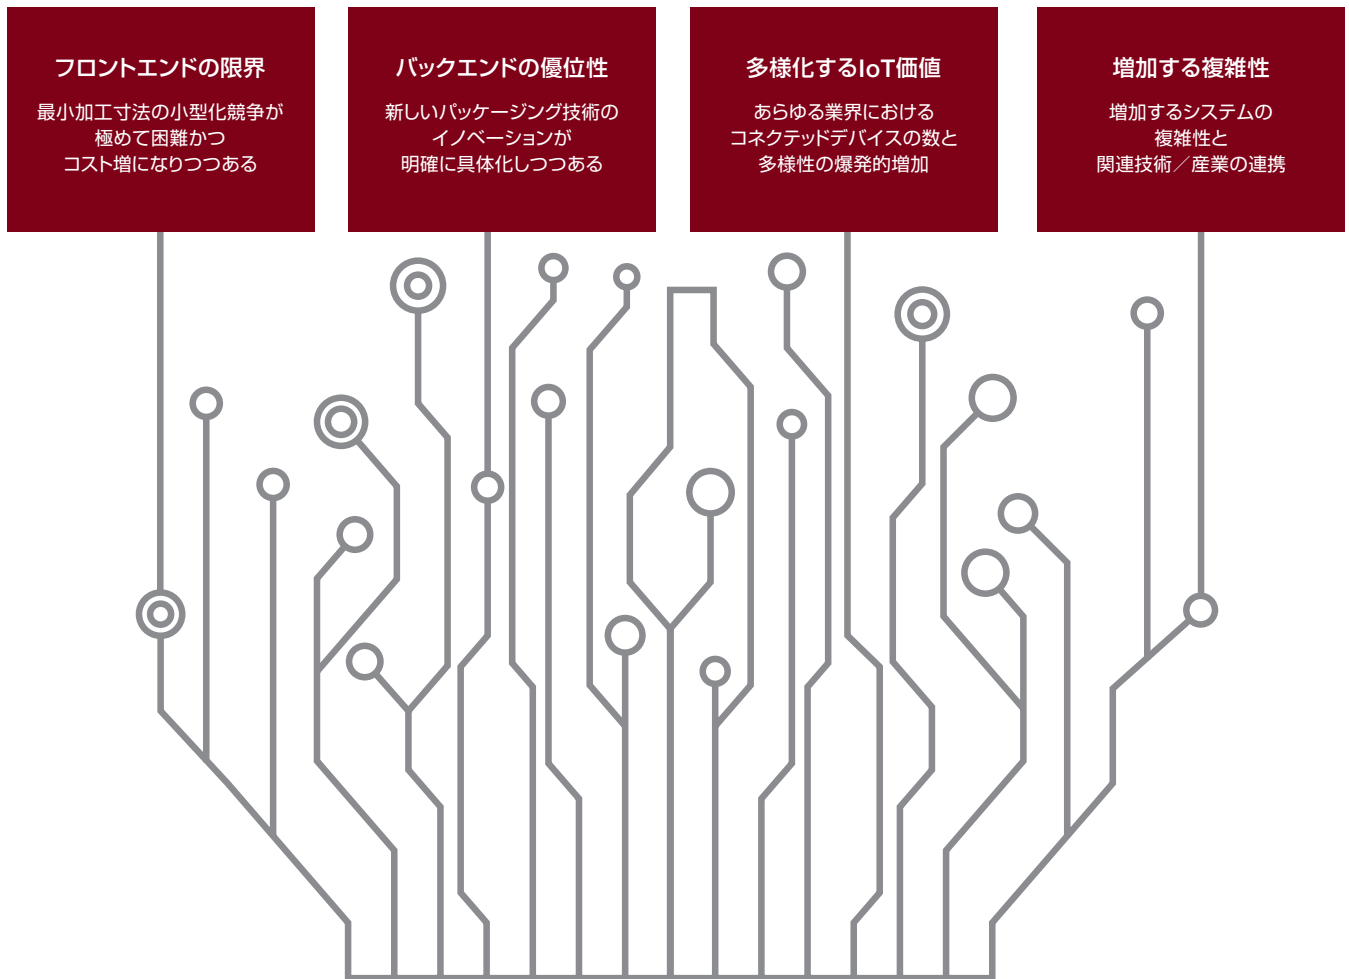 フロントエンドの限界
最小加工寸法の小型化競争が
極めて困難かつ
コスト増になりつつある
バックエンドの優位性
新しいパッケージング技術の
イノベーションが
明確に具体化しつつある
多様化するIoT価値
あらゆる業界における
コネクテッドデバイスの数と
多様性の爆発的増加
増加する複雑性
増加するシステムの
複雑性と
関連技術／産業の連携